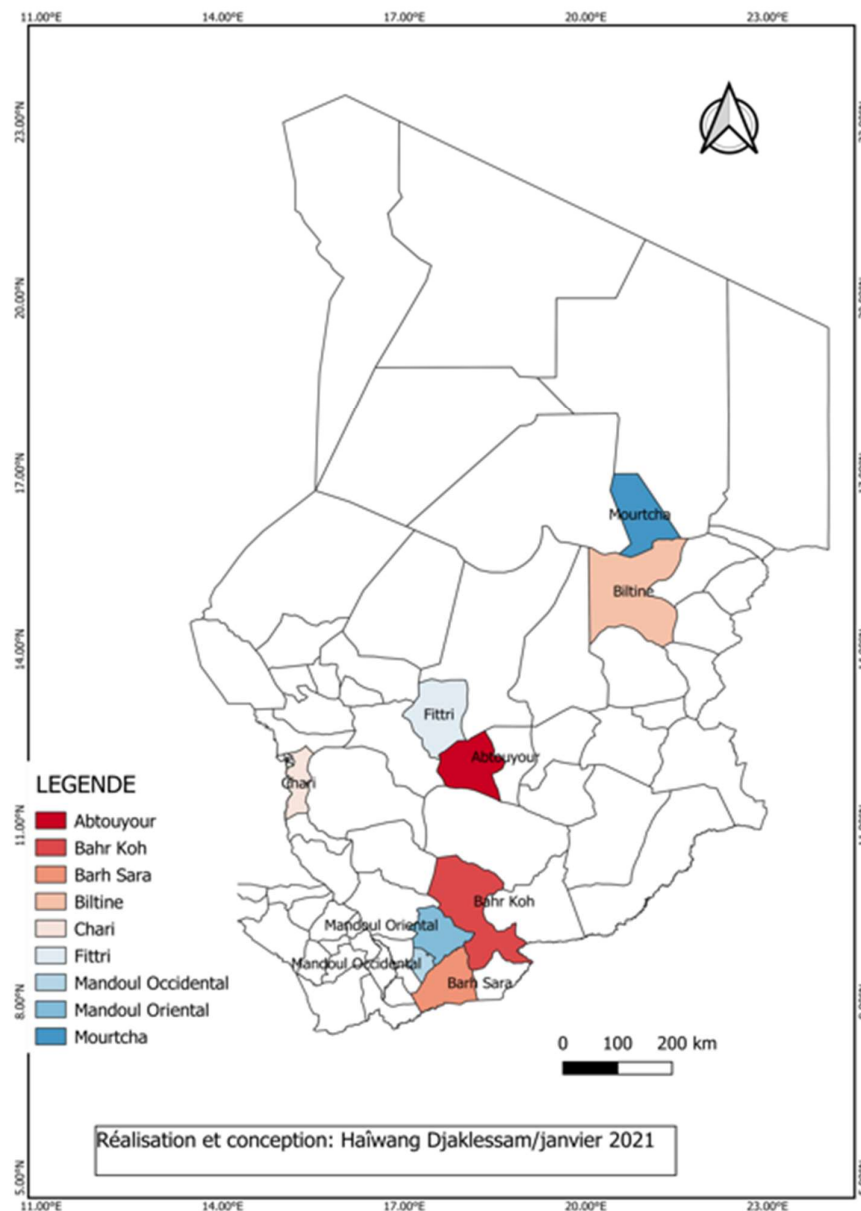 11.00°E 14.00°E 17.00°E 20.00°E 23.00°E
23.00°N
20.00°N
17.00°N
Mourtcha
Biltine
14.00°N
Fittri
Abtouyour
Chari
LEGENDE
11.00°N
Abtouyour
Bahr Koh
Barh Sara
Biltine
Chari
Fittri
Mandoul Occidental
Mandoul Oriental
Mourtcha
Bahr Koh
Mandoul Oriental
Mandoul Occidental
Barh Sara
8.00°N
0 100 200 km
Réalisation et conception: Haîwang Djaklessam/janvier 2021
5.00°N
11.00°E 14.00°E 17.00°E 20.00°E 23.00°E